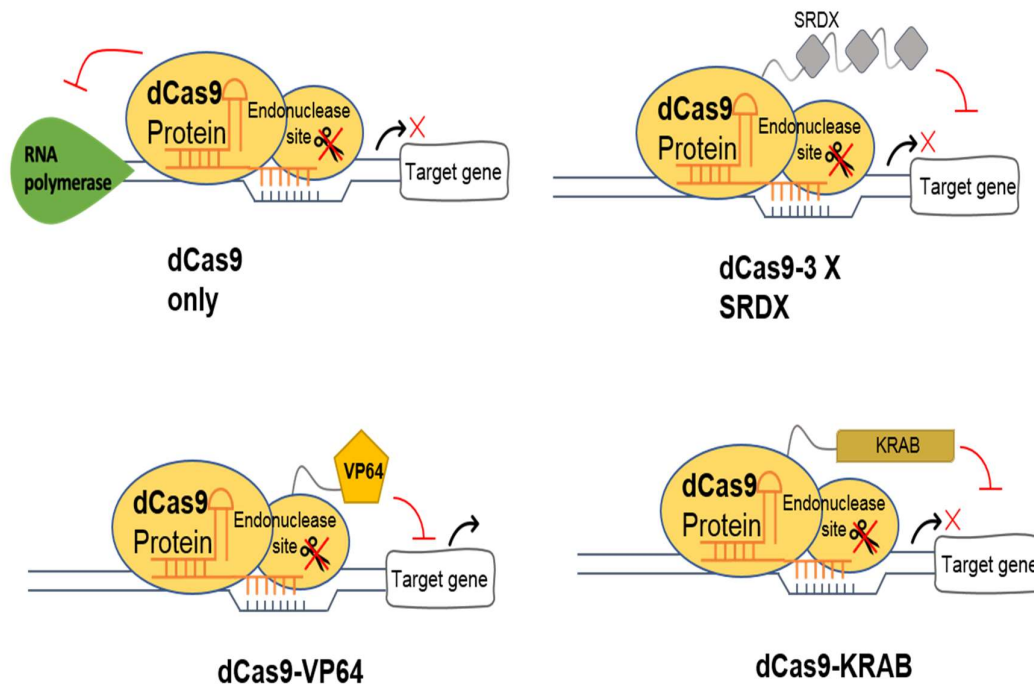 dCas9
Protein
Endonuclease
site
RNA
polymerase
Target gene
dCas9
only
SRDX
dCas9
Protein
Endonuclease
site
Target gene
dCas9-3 X
SRDX
VP64
dCas9
Protein
Endonuclease
site
Target gene
dCas9-VP64
KRAB
dCas9
Protein
Endonuclease
site
Target gene
dCas9-KRAB